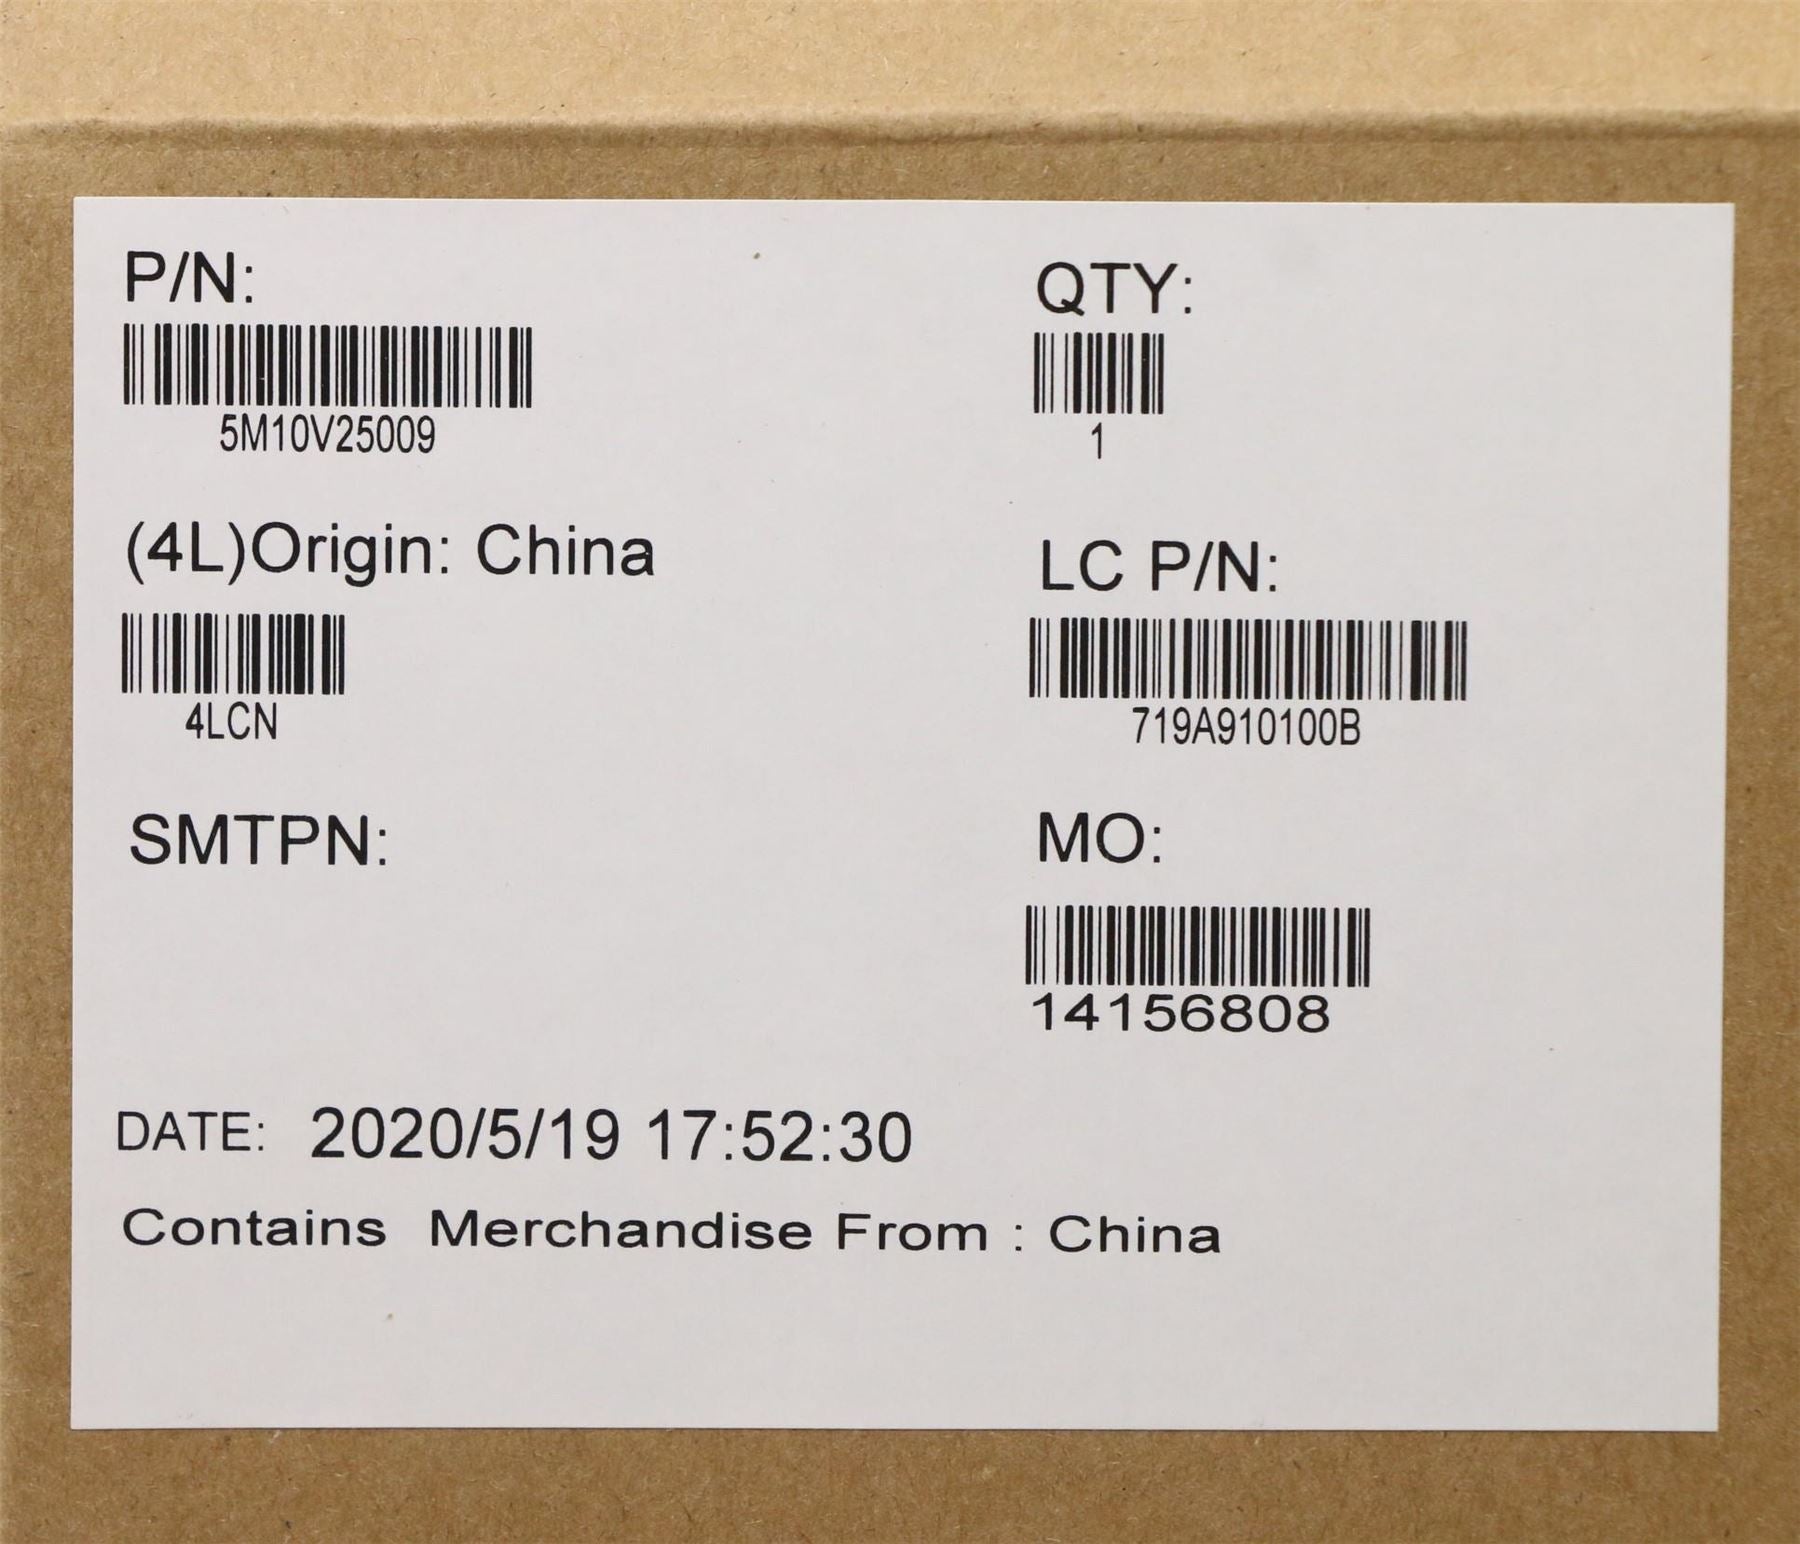 P/N:
5M10V25009
QTY:
1
(4L)Origin: China
4LCN
LC P/N:
719A910100B
SMTPN:
MO:
14156808
DATE: 2020/5/19 17:52:30
Contains Merchandise From : China